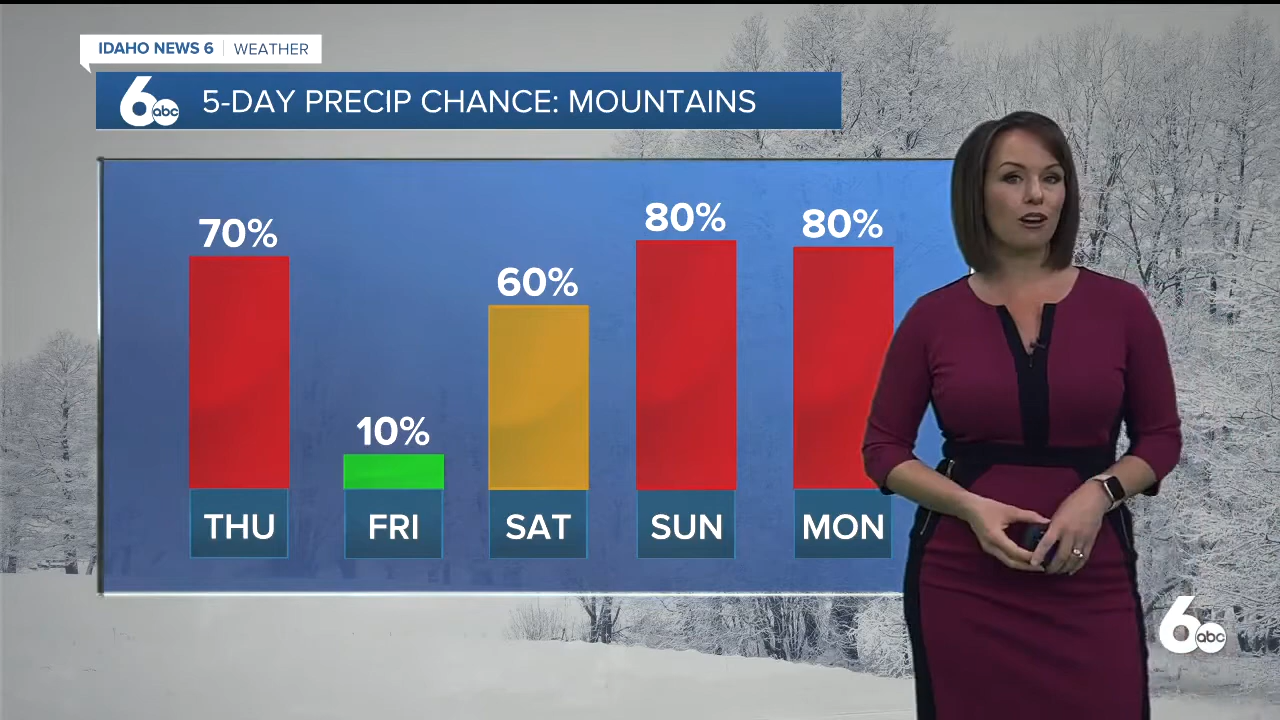 IDAHO NEWS 6 | WEATHER
6 abc 5-DAY PRECIP CHANCE: MOUNTAINS
70% 10% 60% 80% 80%
THU FRI SAT SUN MON
6 abc